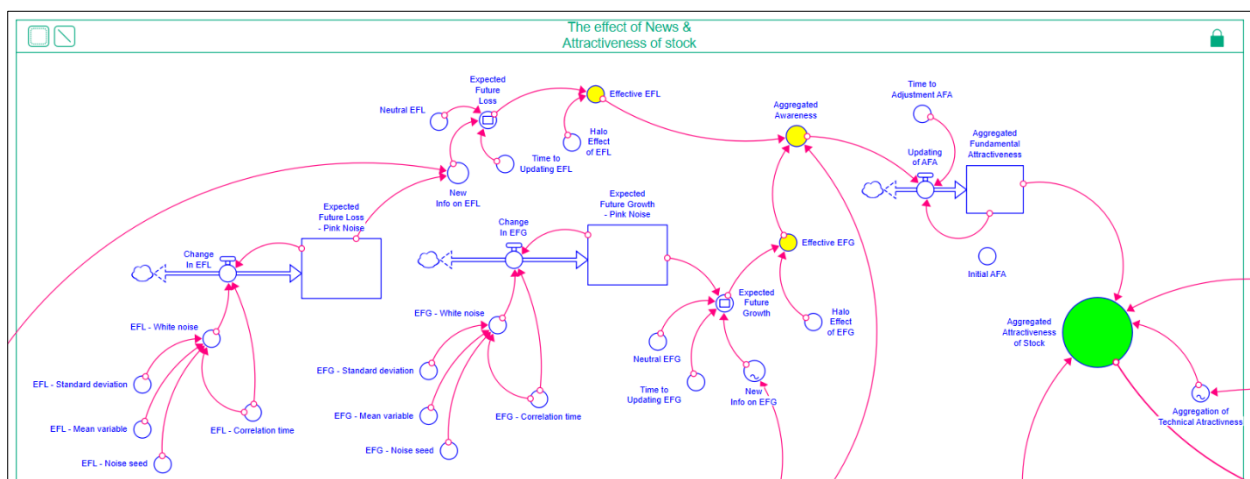 The effect of News &
Attractiveness of stock
Expected
Future
Loss
Neutral EFL
Effective EFL
Halo
Effect
of EFL
Time to
Updating EFL
New
Info on EFL
Aggregated
Awareness
Time to
Adjustment AFA
Updating
of AFA
Aggregated
Fundamental
Attractiveness
Initial AFA
Expected
Future Loss
- Pink Noise
Change
In EFL
EFL - White noise
EFL - Standard deviation
EFL - Mean variable
EFL - Noise seed
EFL - Correlation time
Expected
Future Growth
- Pink Noise
Change
In EFG
EFG - White noise
EFG - Standard deviation
EFG - Mean variable
EFG - Noise seed
EFG - Correlation time
Effective EFG
Expected
Future
Growth
Halo
Effect
of EFG
Neutral EFG
Time to
Updating EFG
New
Info on EFG
Aggregated
Attractiveness
of Stock
Aggregation of
Technical Atractivness